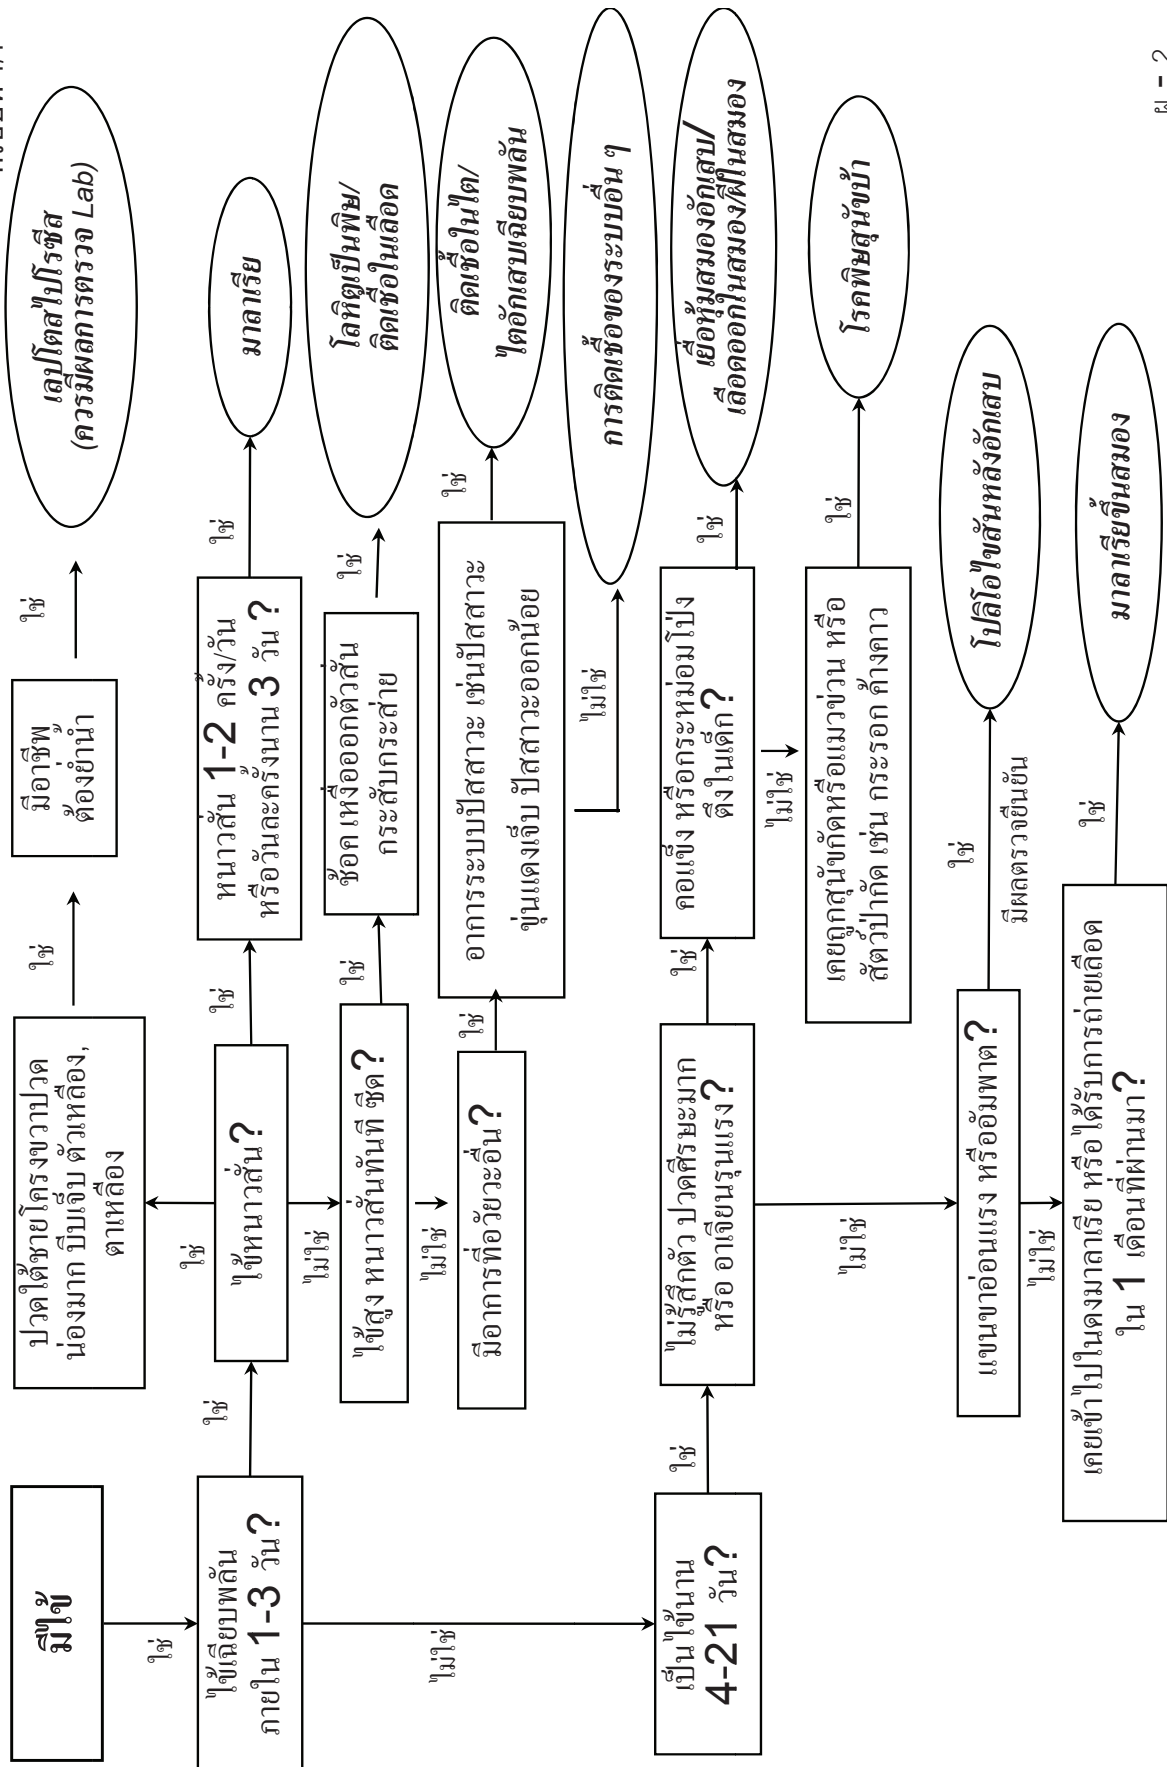 มีไข้
ใช่
ไข้เฉียบพลัน
ภายใน 1-3 วัน ?
ใช่
ไม่ใช่
ไข้หนาวสั่น ?
ใช่
ใช่
ไม่ใช่
ปวดใต้ชายโครงขวาปวด
น่องมาก บีบเจ็บ ตัวเหลือง,
ตาเหลือง
ใช่
มีอาชีพ
ต้องย่ำน้ำ
ใช่
เลปโตสไปโรซีส
(ควรมีผลการตรวจ Lab)
หนาวสั่น 1-2 ครั้ง/วัน
หรือวันละครั้งนาน 3 วัน ?
ใช่
มาลาเรีย
ไข้สูง หนาวสั่นทันที ซีด ?
ใช่
ไม่ใช่
ช็อค เหงื่อออกตัวสั่น
กระสับกระส่าย
ใช่
โลหิตเป็นพิษ/
ติดเชื้อในเลือด
มีอาการที่อวัยวะอื่น ?
ใช่
อาการระบบปัสสาวะ เช่นปัสสาวะ
ขุ่นแดงเจ็บ ปัสสาวะออกน้อย
ใช่
ไม่ใช่
ติดเชื้อในไต/
ไตอักเสบเฉียบพลัน
การติดเชื้อของระบบอื่น ๆ
เป็นไข้นาน
4-21 วัน ?
ใช่
ไม่รู้สึกตัว ปวดศีรษะมาก
หรือ อาเจียนรุนแรง ?
ใช่
ไม่ใช่
คอแข็ง หรือกระหม่อมโป่ง
ตึงในเด็ก ?
ใช่
ไม่ใช่
เยื่อหุ้มสมองอักเสบ/
เลือดออกในสมอง/ฝีในสมอง
เคยถูกสุนัขกัดหรือแมวข่วน หรือ
สัตว์ป่ากัด เช่น กระรอก ค้างคาว
ใช่
โรคพิษสุนัขบ้า
แขนขาอ่อนแรง หรืออัมพาต ?
ใช่
มีผลตรวจยืนยัน
ไม่ใช่
โปลิโอไขสันหลังอักเสบ
เคยเข้าไปในดงมาลาเรีย หรือได้รับการถ่ายเลือด
ใน 1 เดือนที่ผ่านมา ?
ใช่
มาลาเรียขึ้นสมอง
ผ - 2